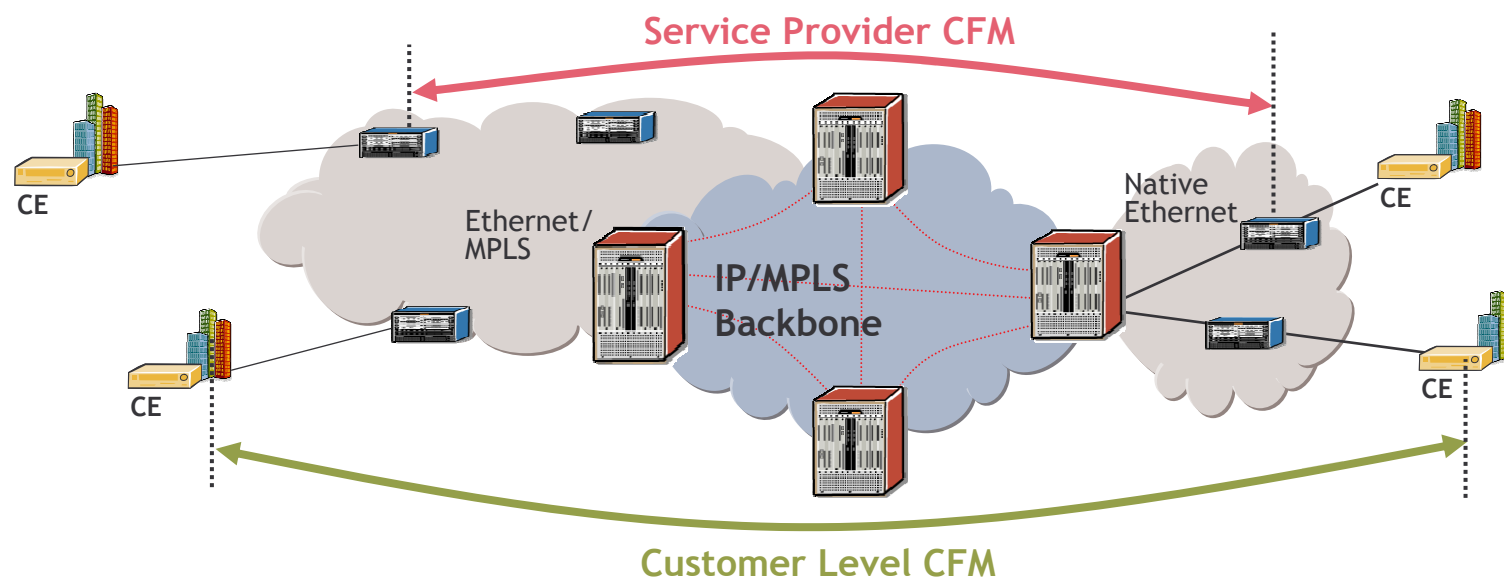 Service Provider CFM
CE
Ethernet/
MPLS
IP/MPLS
Backbone
Native
Ethernet
CE
CE
CE
Customer Level CFM